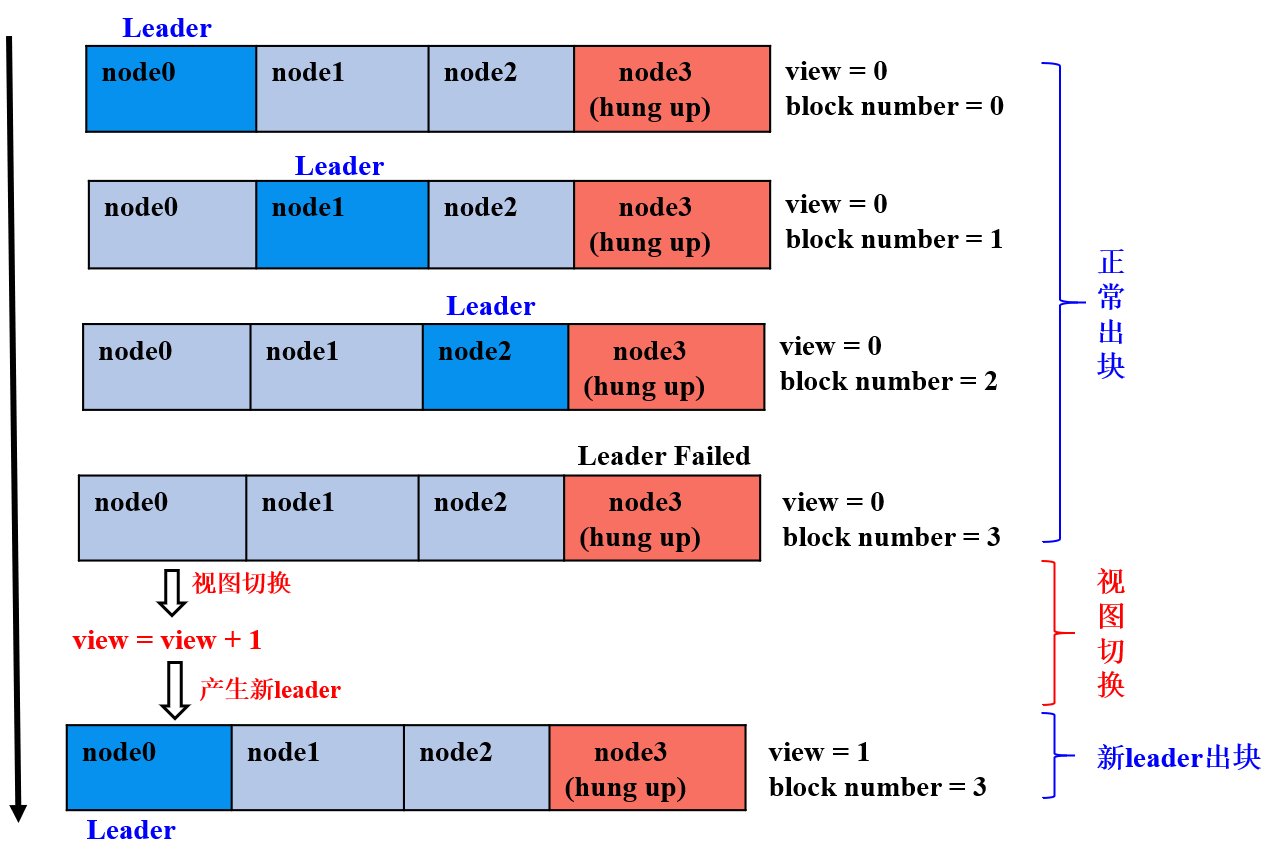 Leader
node0 node1 node2 node3 view = 0
(hung up) block number = 0
Leader
node0 node1 node2 node3 view = 0
(hung up) block number = 1
Leader
node0 node1 node2 node3 view = 0
(hung up) block number = 2
Leader Failed
node0 node1 node2 node3 view = 0
(hung up) block number = 3
正常出块
视图切换
view = view + 1
产生新leader
视图切换
node0 node1 node2 node3 view = 1
(hung up) block number = 3
新leader出块
Leader